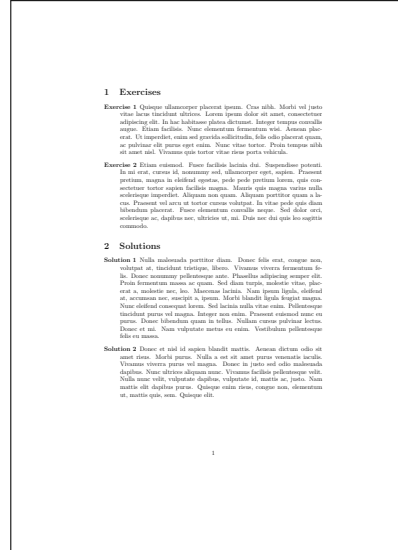 1 Exercises
Exercise 1 Quisque ullamcorper placerat ipsum. Cras nibh. Morbi vel justo
vitae lacus tincidunt ultrices. Lorem ipsum dolor sit amet, consectetuer
adipiscing elit. In hac habitasse platea dictumst. Integer tempus convallis
augue. Etiam facilisis. Nunc elementum fermentum wisi. Aenean plac-
erat. Ut imperdiet, enim sed gravida sollicitudin, felis odio placerat quam,
ac pulvinar elit purus eget enim. Nunc vitae tortor. Proin tempus nibh
sit amet nisl. Vivamus quis tortor vitae risus porta vehicula.
Exercise 2 Etiam euismod. Fusce facilisis lacinia dui. Suspendisse potenti.
In mi erat, cursus id, nonummy sed, ullamcorper eget, sapien. Praesent
pretium, magna in eleifend egestas, pede pede pretium lorem, quis con-
sectetuer tortor sapien facilisis magna. Mauris quis magna varius nulla
scelerisque imperdiet. Aliquam non quam. Aliquam porttitor quam a la-
cus. Praesent vel arcu ut tortor cursus volutpat. In vitae pede quis diam
bibendum placerat. Fusce elementum convallis neque. Sed dolor orci,
scelerisque ac, dapibus nec, ultricies ut, mi. Duis nec dui quis leo sagittis
commodo.
2 Solutions
Solution 1 Nulla malesuada porttitor diam. Donec felis erat, congue non,
volutpat at, tincidunt tristique, libero. Vivamus viverra fermentum fe-
lis. Donec nonummy pellentesque ante. Phasellus adipiscing semper elit.
Proin fermentum massa ac quam. Sed diam turpis, molestie vitae, plac-
erat a, molestie nec, leo. Maecenas lacinia. Nam ipsum ligula, eleifend
at, accumsan nec, suscipit a, ipsum. Morbi blandit ligula feugiat magna.
Nunc eleifend consequat lorem. Sed lacinia nulla vitae enim. Pellentesque
tincidunt purus vel magna. Integer non enim. Praesent euismod nunc eu
purus. Donec bibendum quam in tellus. Nullam cursus pulvinar lectus.
Donec et mi. Nam vulputate metus eu enim. Vestibulum pellentesque
felis eu massa.
Solution 2 Donec et nisl id sapien blandit mattis. Aenean dictum odio sit
amet risus. Morbi purus. Nulla a est sit amet purus venenatis iaculis.
Vivamus viverra purus vel magna. Donec in justo sed odio malesuada
dapibus. Nunc ultrices aliquam nunc. Vivamus facilisis pellentesque velit.
Nulla nunc velit, vulputate dapibus, vulputate id, mattis ac, justo. Nam
mattis elit dapibus purus. Quisque enim risus, congue non, elementum
ut, mattis quis, sem. Quisque elit.
1